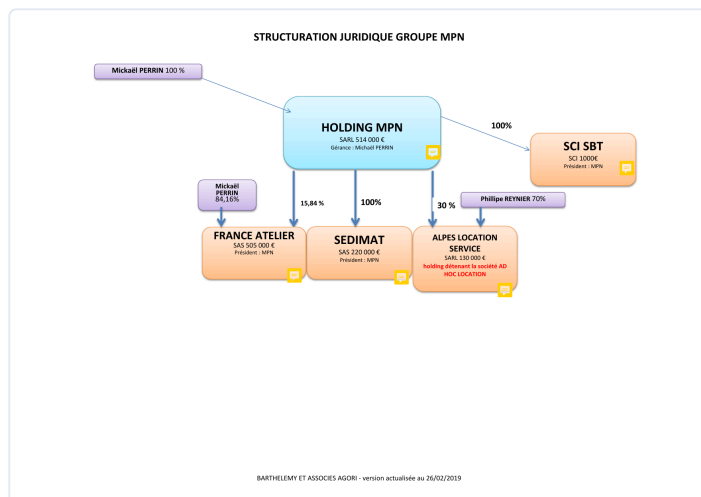 STRUCTURATION JURIDIQUE GROUPE MPN
Mickaël PERRIN 100 %
HOLDING MPN
SARL 514 000 €
Gérance : Michaël PERRIN
100%
SCI SBT
SCI 1000€
Président : MPN
Mickaël
PERRIN
84,16%
15,84 %
100%
30 %
Phillipe REYNIER 70%
FRANCE ATELIER
SAS 505 000 €
Président : MPN
SEDIMAT
SAS 220 000 €
Président : MPN
ALPES LOCATION
SERVICE
SARL 130 000 €
holding détenant la société AD
HOC LOCATION
BARTHELEMY ET ASSOCIES AGORI - version actualisée au 26/02/2019